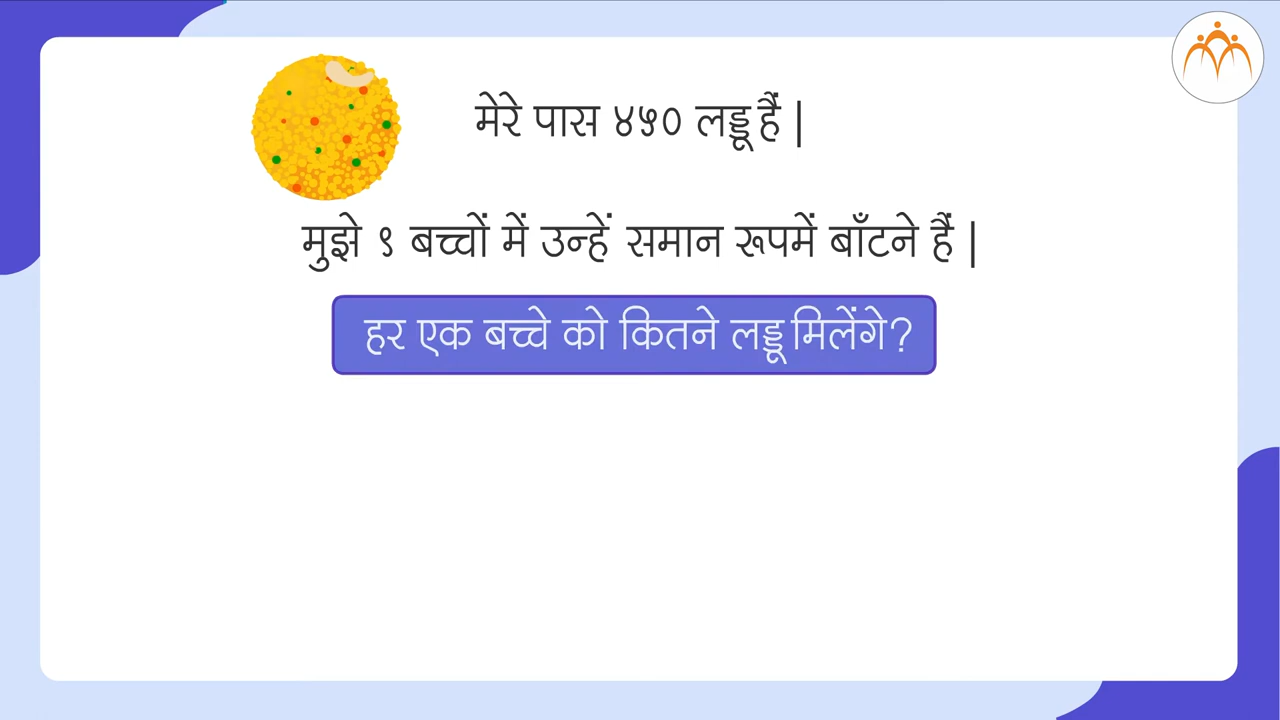 मेरे पास ४५० लड्डू हैं |
मुझे ९ बच्चों में उन्हें समान रूपमें बाँटने हैं |
हर एक बच्चे को कितने लड्डू मिलेंगे?